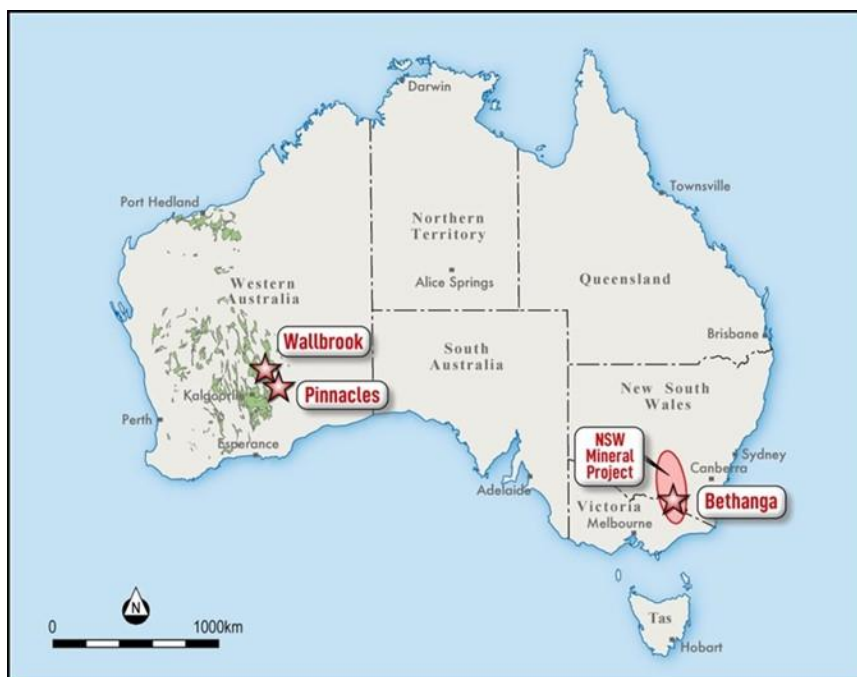 Darwin
Port Hedland
Townsville
Northern
Territory
Western
Australia
Alice Springs
Queensland
Wallbrook
South
Australia
Brisbane
Kalgoorlie
Pinnacles
New South
Wales
Perth
NSW
Mineral
Project
Sydney
Canberra
Esperance
Adelaide
Victoria
Bethanga
Melbourne
N
0
1000km
Tas
Hobart